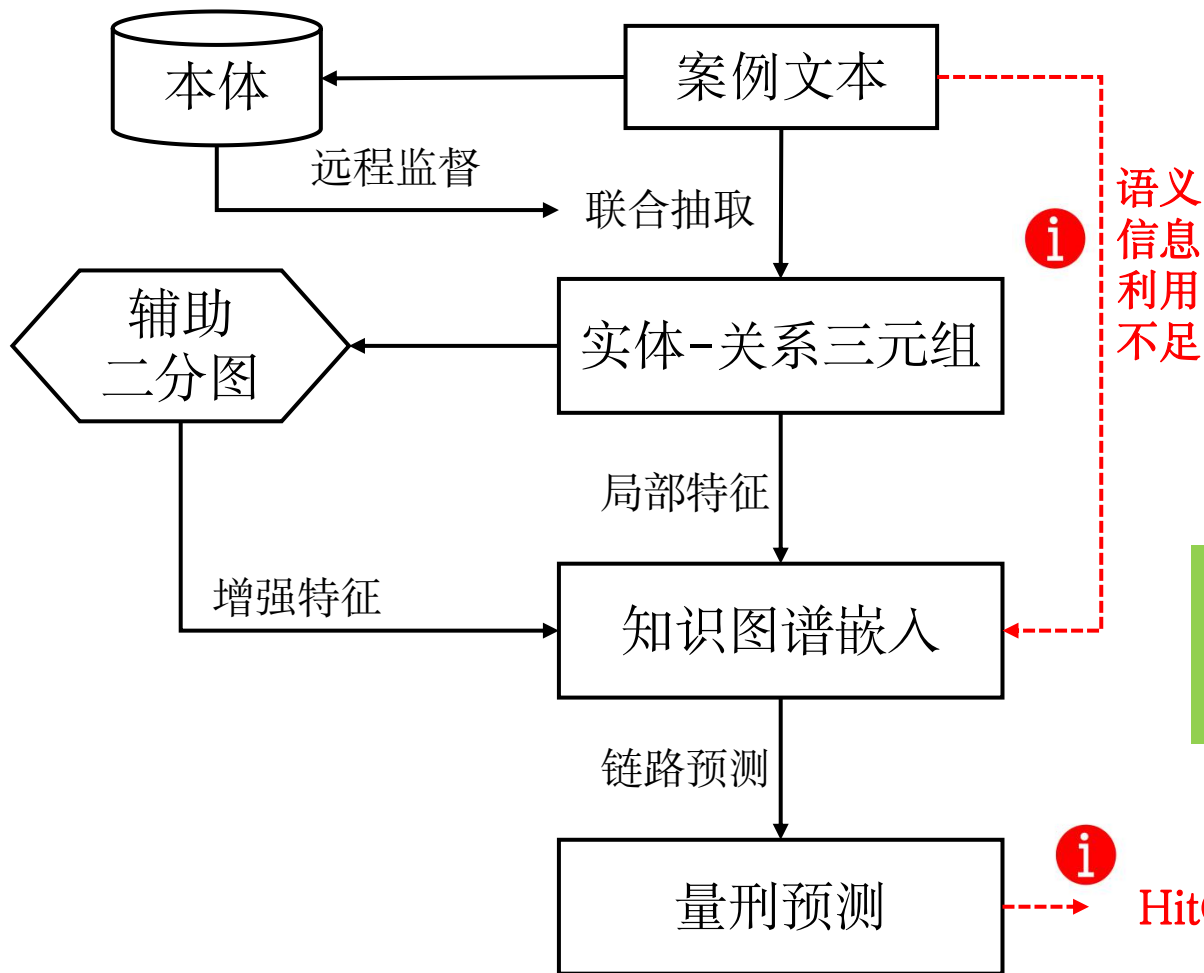 本体
案例文本
远程监督
联合抽取
语义
信息
利用
不足
辅助
二分图
实体-关系三元组
局部特征
增强特征
知识图谱嵌入
链路预测
量刑预测